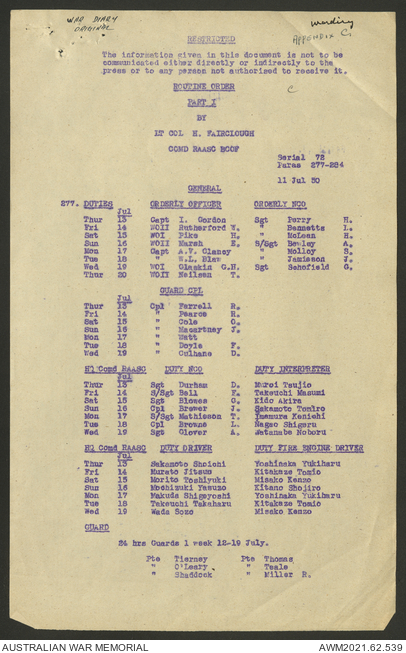 WAR DIARY
ORIGINAL
APPENDIX C.
RESTRICTED
The information given in this document is not to be
communicated either directly or indirectly to the
press or to any person not authorized to receive it.
ROUTINE ORDER
C
PART I
BY
LT COL H. FAIRCLOUGH
COMD RAASC BCOF
Serial 72
Paras 277-284
11 Jul 50
GENERAL
277. DUTIES ORDERLY OFFICER ORDERLY NCO
Jul
Thur 13 Capt I. Gordon Sgt Perry H.
Fri 14 WOII Rutherford W. " Bennetts L.
Sat 15 WOI Pike H. " McLean H.
Sun 16 WOII Marsh E. S/Sgt Bewley A.
Mon 17 Capt A.V. Clancy " Molloy S.
Tue 18 " W.L. Blew " Jamieson J.
Wed 19 WOI G.H. Sgt Schofield G.
Thur 20 WOII Neilsen T.
GUARD CPL
Jul
Thur 13 Cpl Farrell R.
Fri 14 " Pearce R.
Sat 15 " Cole G.
Sun 16 " Macartney J.
Mon 17 " Watt
Tue 18 " Doyle F.
Wed 19 " Culhane D.
HQ Comd RAASC DUTY NCO DUTY INTERPRETER
Jul
Thur 13 Sgt Durham D. Muroi Tsujio
Fri 14 S/Sgt Bell F. Takeuchi Masumi
Sat 15 Sgt Blowes G. Kido Akira
Sun 16 Cpl Brewer J. Sakamoto Tomiro
Mon 17 S/Sgt Mathieson T. Imamura Kenichi
Tue 18 Cpl Browne L. Nagao Shigeru
Wed 19 Sgt Glover A. Watanabe Noboru
HQ Comd RAASC DUTY DRIVER DUTY FIRE ENGINE DRIVER
Jul
Thur 13 Sakamoto Shoichi Yoshinaka Yukiharu
Fri 14 Murato Jitsuo Kitakaze Tomio
Sat 15 Morito Toshiyuki Misako Kenzo
Sun 16 Mochizuki Yasuzo Kitano Shojiro
Mon 17 Makuda Shigeyoshi Yoshinaka Yukiharu
Tue 18 Takeuchi Takaharu Kitakaze Tomio
Wed 19 Wada Sozo Misako Kenzo
GUARD
24 hrs Guards 1 week 12-19 July.
Pte Tierney Pte Thomas
" O'Leary " Teale
" Shaddock " Miller R.
AUSTRALIAN WAR MEMORIAL AWM2021.62.539